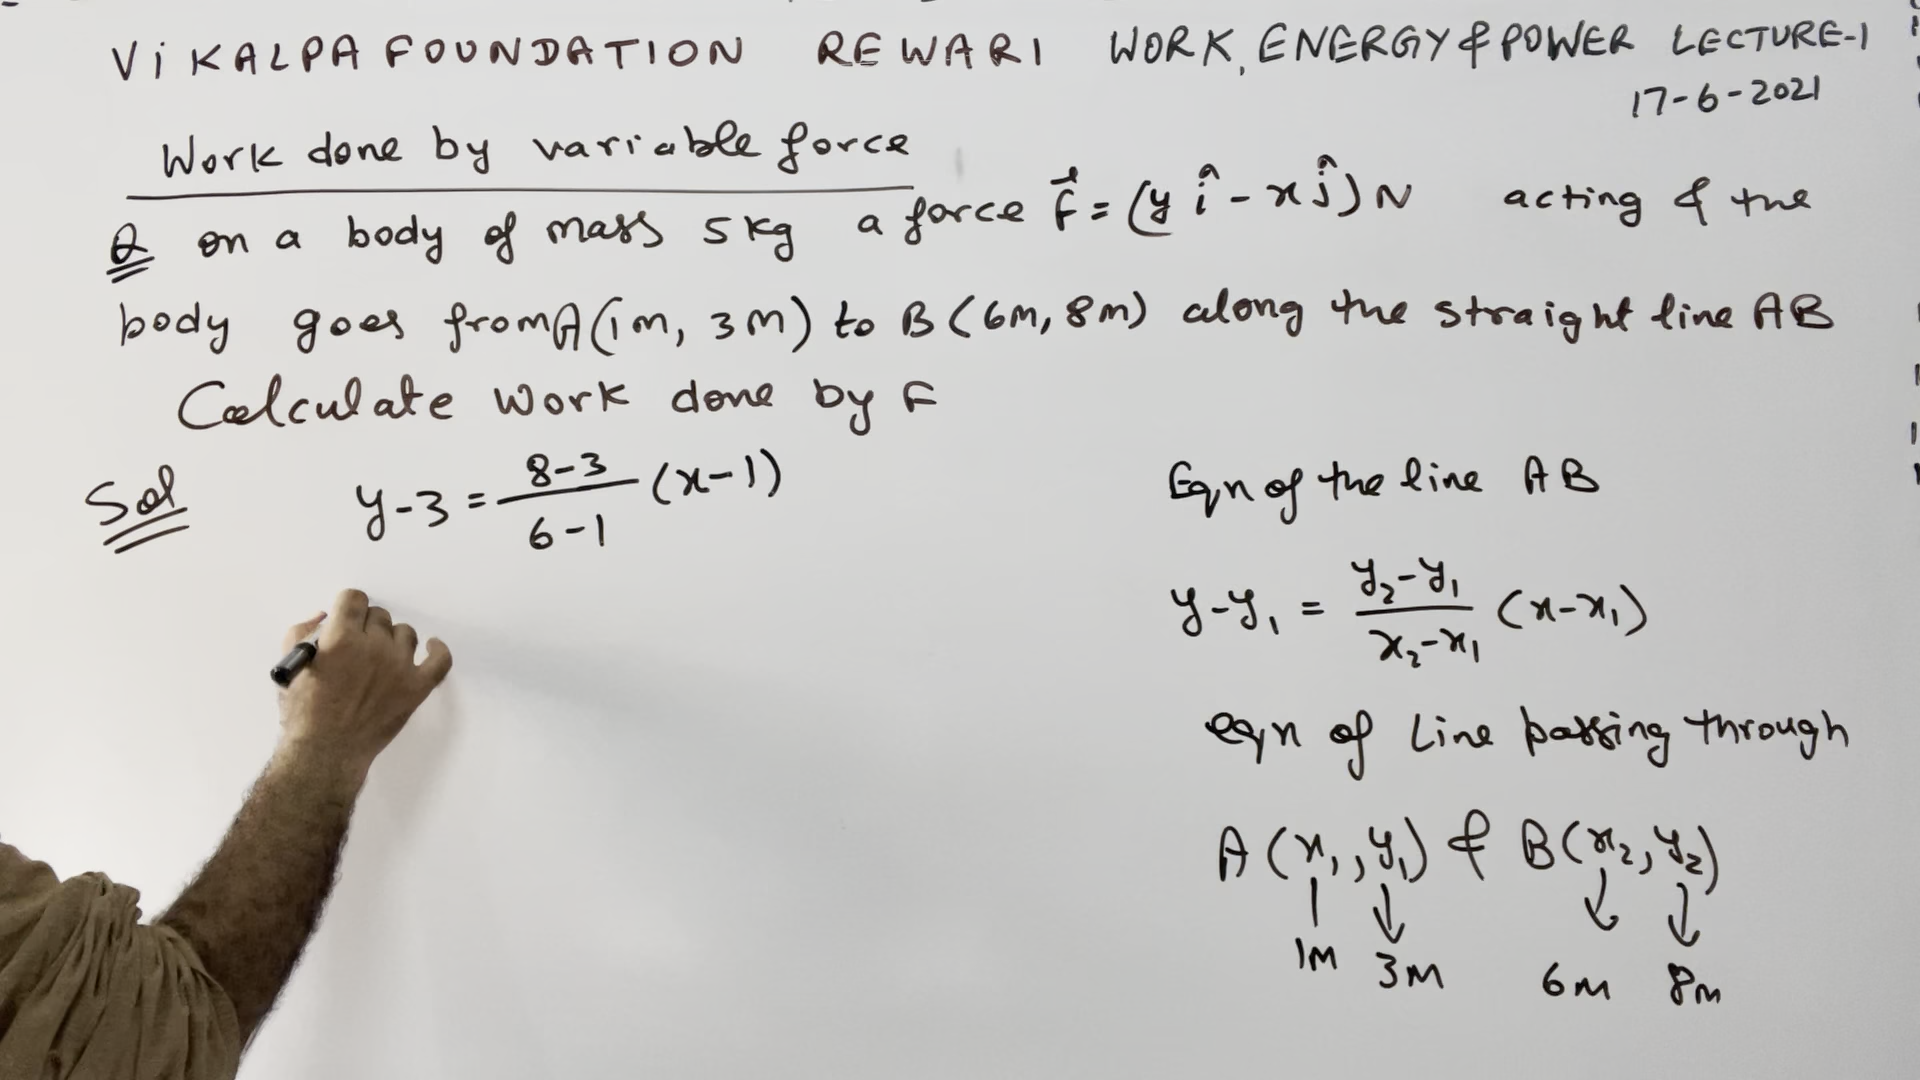 ViKALPA FOUNDATION REWARI WORK, ENERGY & POWER LECTURE-1
17-6-2021
Work done by variable force
Q on a body of mass 5 kg a force F⃗ = (y î - x ĵ) N acting & the
body goes from A(1m, 3m) to B(6m, 8m) along the straight line AB
Calculate work done by F
Sol
y-3 = 8-3/6-1 (x-1)
Eqn of the line AB
y-y₁ = y₂-y₁/x₂-x₁ (x-x₁)
eqn of Line passing through
A(x₁, y₁) & B(x₂, y₂)
1m 3m 6m 8m